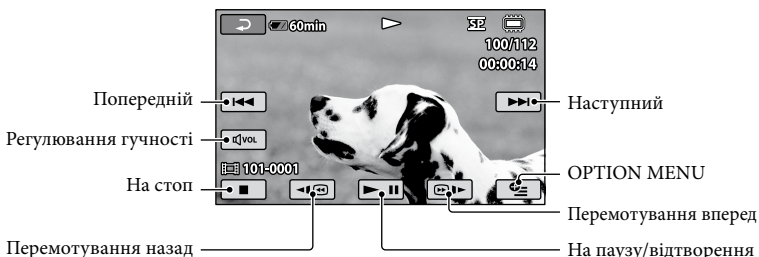 60min
SP
100/112
00:00:14
Попередній
Наступний
Регулювання гучності
VOL
101-0001
На стоп
OPTION MENU
Перемотування вперед
Перемотування назад
На паузу/відтворення